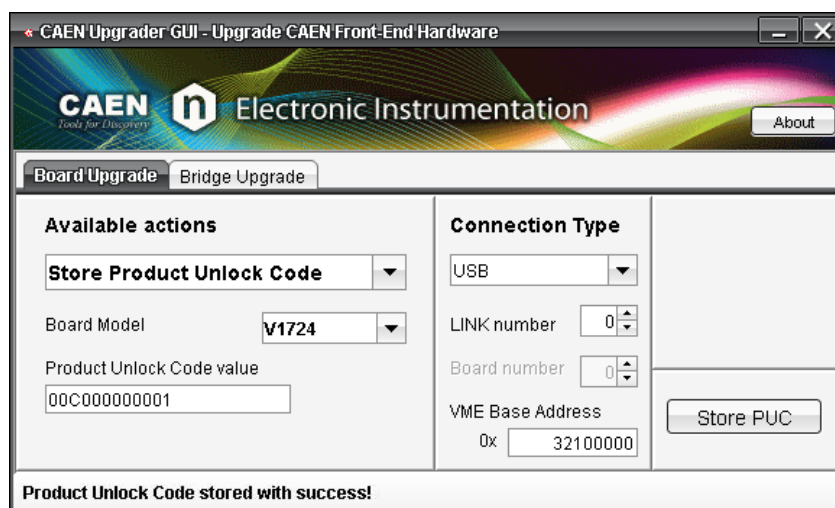 CAEN Upgrader GUI - Upgrade CAEN Front-End Hardware
CAEN
Tools for Discovery
n
Electronic Instrumentation
About
Board Upgrade
Bridge Upgrade
Available actions
Store Product Unlock Code
Board Model
V1724
Product Unlock Code value
00C000000001
Connection Type
USB
LINK number
0
Board number
0
VME Base Address
0x
32100000
Store PUC
Product Unlock Code stored with success!